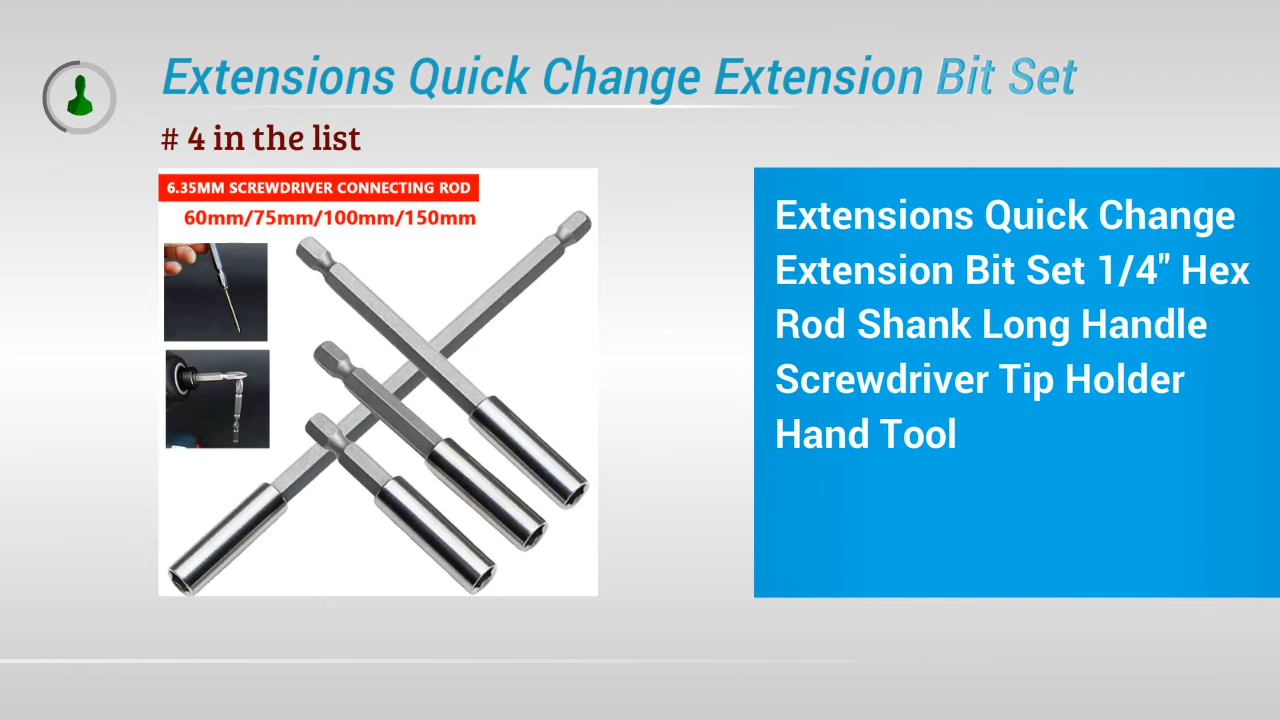 Extensions Quick Change Extension Bit Set
# 4 in the list
6.35MM SCREWDRIVER CONNECTING ROD
60mm/75mm/100mm/150mm
Extensions Quick Change
Extension Bit Set 1/4" Hex
Rod Shank Long Handle
Screwdriver Tip Holder
Hand Tool